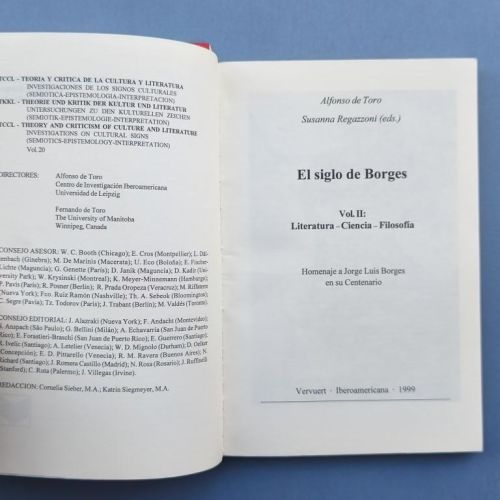 TCCL - TEORIA Y CRITICA DE LA CULTURA Y LITERATURA
INVESTIGACIONES DE LOS SIGNOS CULTURALES
(SEMIOTICA-EPISTEMOLOGIA-INTERPRETACION)
TKKL - THEORIE UND KRITIK DER KULTUR UND LITERATUR
UNTERSUCHUNGEN ZU DEN KULTURELLEN ZEICHEN
(SEMIOTIK-EPISTEMOLOGIE-INTERPRETATION)
TCCL - THEORY AND CRITICISM OF CULTURE AND LITERATURE
INVESTIGATIONS ON CULTURAL SIGNS
(SEMIOTICS-EPISTEMOLOGY-INTERPRETATION)
Vol. 20
DIRECTORES: Alfonso de Toro
Centro de Investigación Iberoamericana
Universidad de Leipzig
Fernando de Toro
The University of Manitoba
Winnipeg, Canada
CONSEJO ASESOR: W. C. Booth (Chicago); E. Cros (Montpellier); L. Däl-
lenbach (Ginebra); M. De Marinis (Macerata); U. Eco (Boloña); E. Fischer-
Lichte (Maguncia); G. Genette (París); D. Janik (Maguncia); D. Kadir (Uni-
versity Park); W. Krysinski (Montreal); K. Meyer-Minnemann (Hamburgo);
P. Pavis (París); R. Posner (Berlín); R. Prada Oropeza (Veracruz); M. Riffaterre
(Nueva York); Fco. Ruiz Ramón (Nashville); Th. A. Sebeok (Bloomington);
C. Segre (Pavía); Tz. Todorov (París); J. Trabant (Berlín); M. Valdés (Toronto).
CONSEJO EDITORIAL: J. Alazraki (Nueva York); F. Andacht (Montevideo);
S. Anspach (São Paulo); G. Bellini (Milán); A. Echavarría (San Juan de Puerto
Rico); E. Forastieri-Braschi (San Juan de Puerto Rico); E. Guerrero (Santiago);
R. Ivelic (Santiago); A. Letelier (Venecia); W. D. Mignolo (Durham); D. Oelker
(Concepción); E. D. Pittarello (Venecia); R. M. Ravera (Buenos Aires); N.
Richard (Santiago); J. Romera Castillo (Madrid); N. Rosa (Rosario); J. Ruffinelli
(Stanford); C. Ruta (Palermo); J. Villegas (Irvine).
REDACCIÓN: Cornelia Sieber, M.A.; Katrin Siegmeyer, M.A.
Alfonso de Toro
Susanna Regazzoni (eds.)
El siglo de Borges
Vol. II:
Literatura – Ciencia – Filosofía
Homenaje a Jorge Luis Borges
en su Centenario
Vervuert · Iberoamericana · 1999